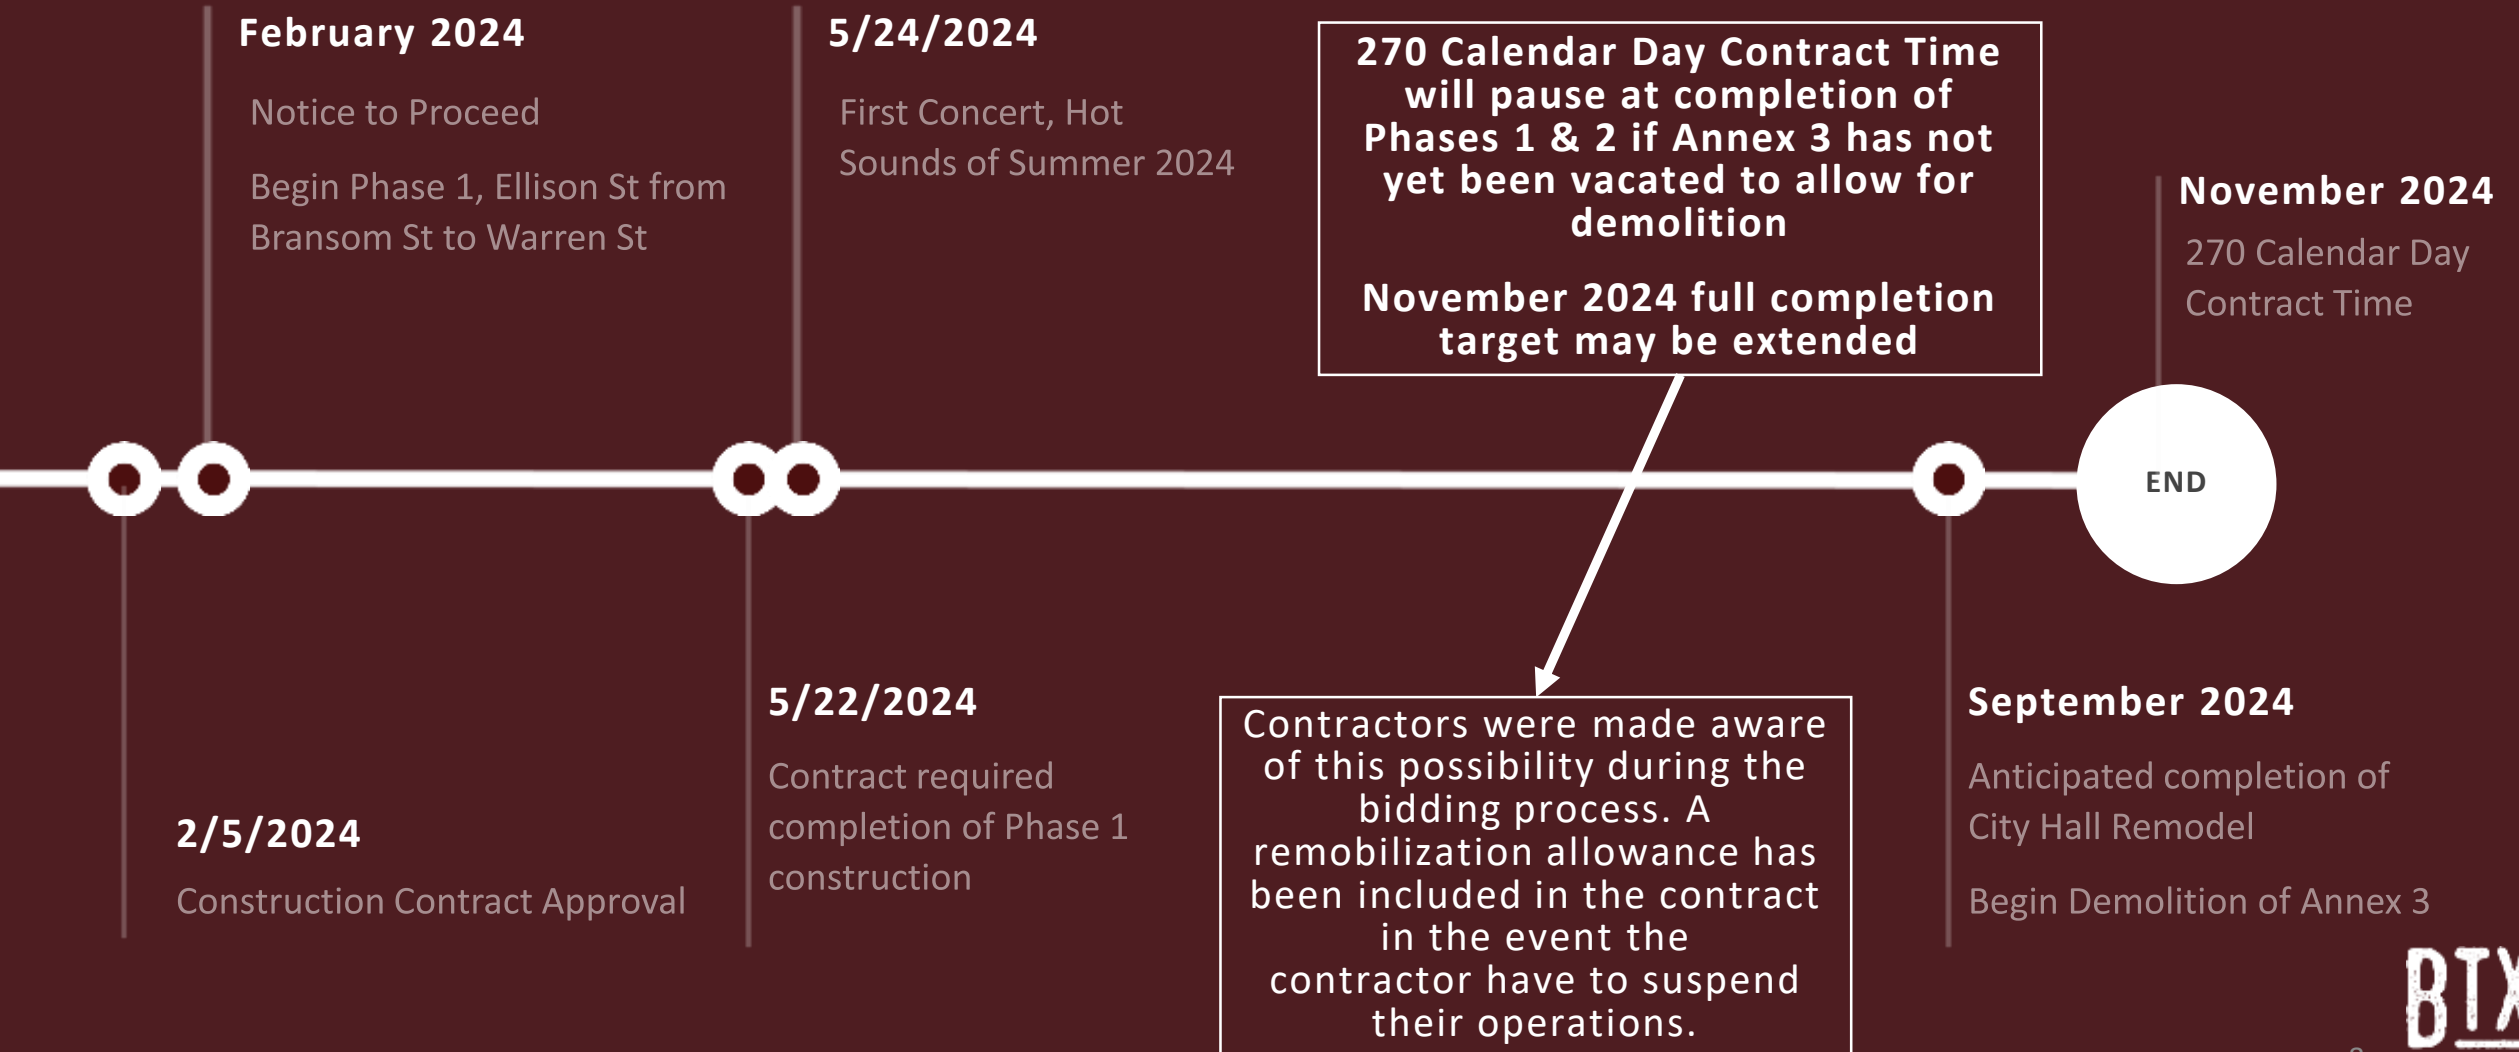 February 2024
Notice to Proceed
Begin Phase 1, Ellison St from
Bransom St to Warren St
5/24/2024
First Concert, Hot
Sounds of Summer 2024
270 Calendar Day Contract Time
will pause at completion of
Phases 1 & 2 if Annex 3 has not
yet been vacated to allow for
demolition
November 2024 full completion
target may be extended
November 2024
270 Calendar Day
Contract Time
END
2/5/2024
Construction Contract Approval
5/22/2024
Contract required
completion of Phase 1
construction
Contractors were made aware
of this possibility during the
bidding process. A
remobilization allowance has
been included in the contract
in the event the
contractor have to suspend
their operations.
September 2024
Anticipated completion of
City Hall Remodel
Begin Demolition of Annex 3
BTX